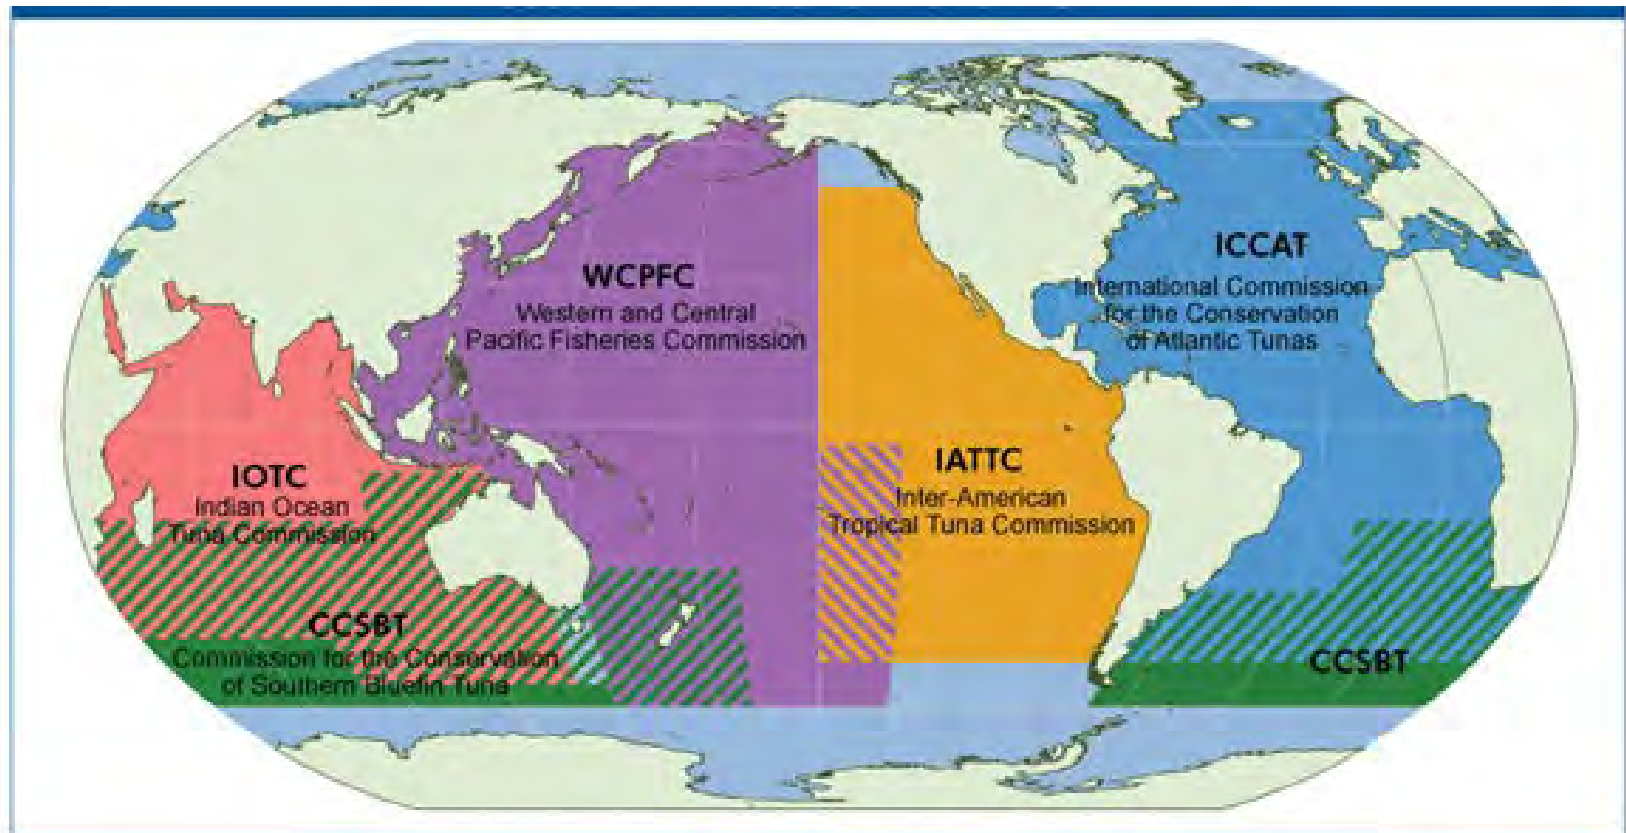 WCPFC
Western and Central
Pacific Fisheries Commission
ICCAT
International Commission
for the Conservation
of Atlantic Tunas
IOTC
Indian Ocean
Tuna Commission
IATTC
Inter-American
Tropical Tuna Commission
CCSBT
Commission for the Conservation
of Southern Bluefin Tuna
CCSBT